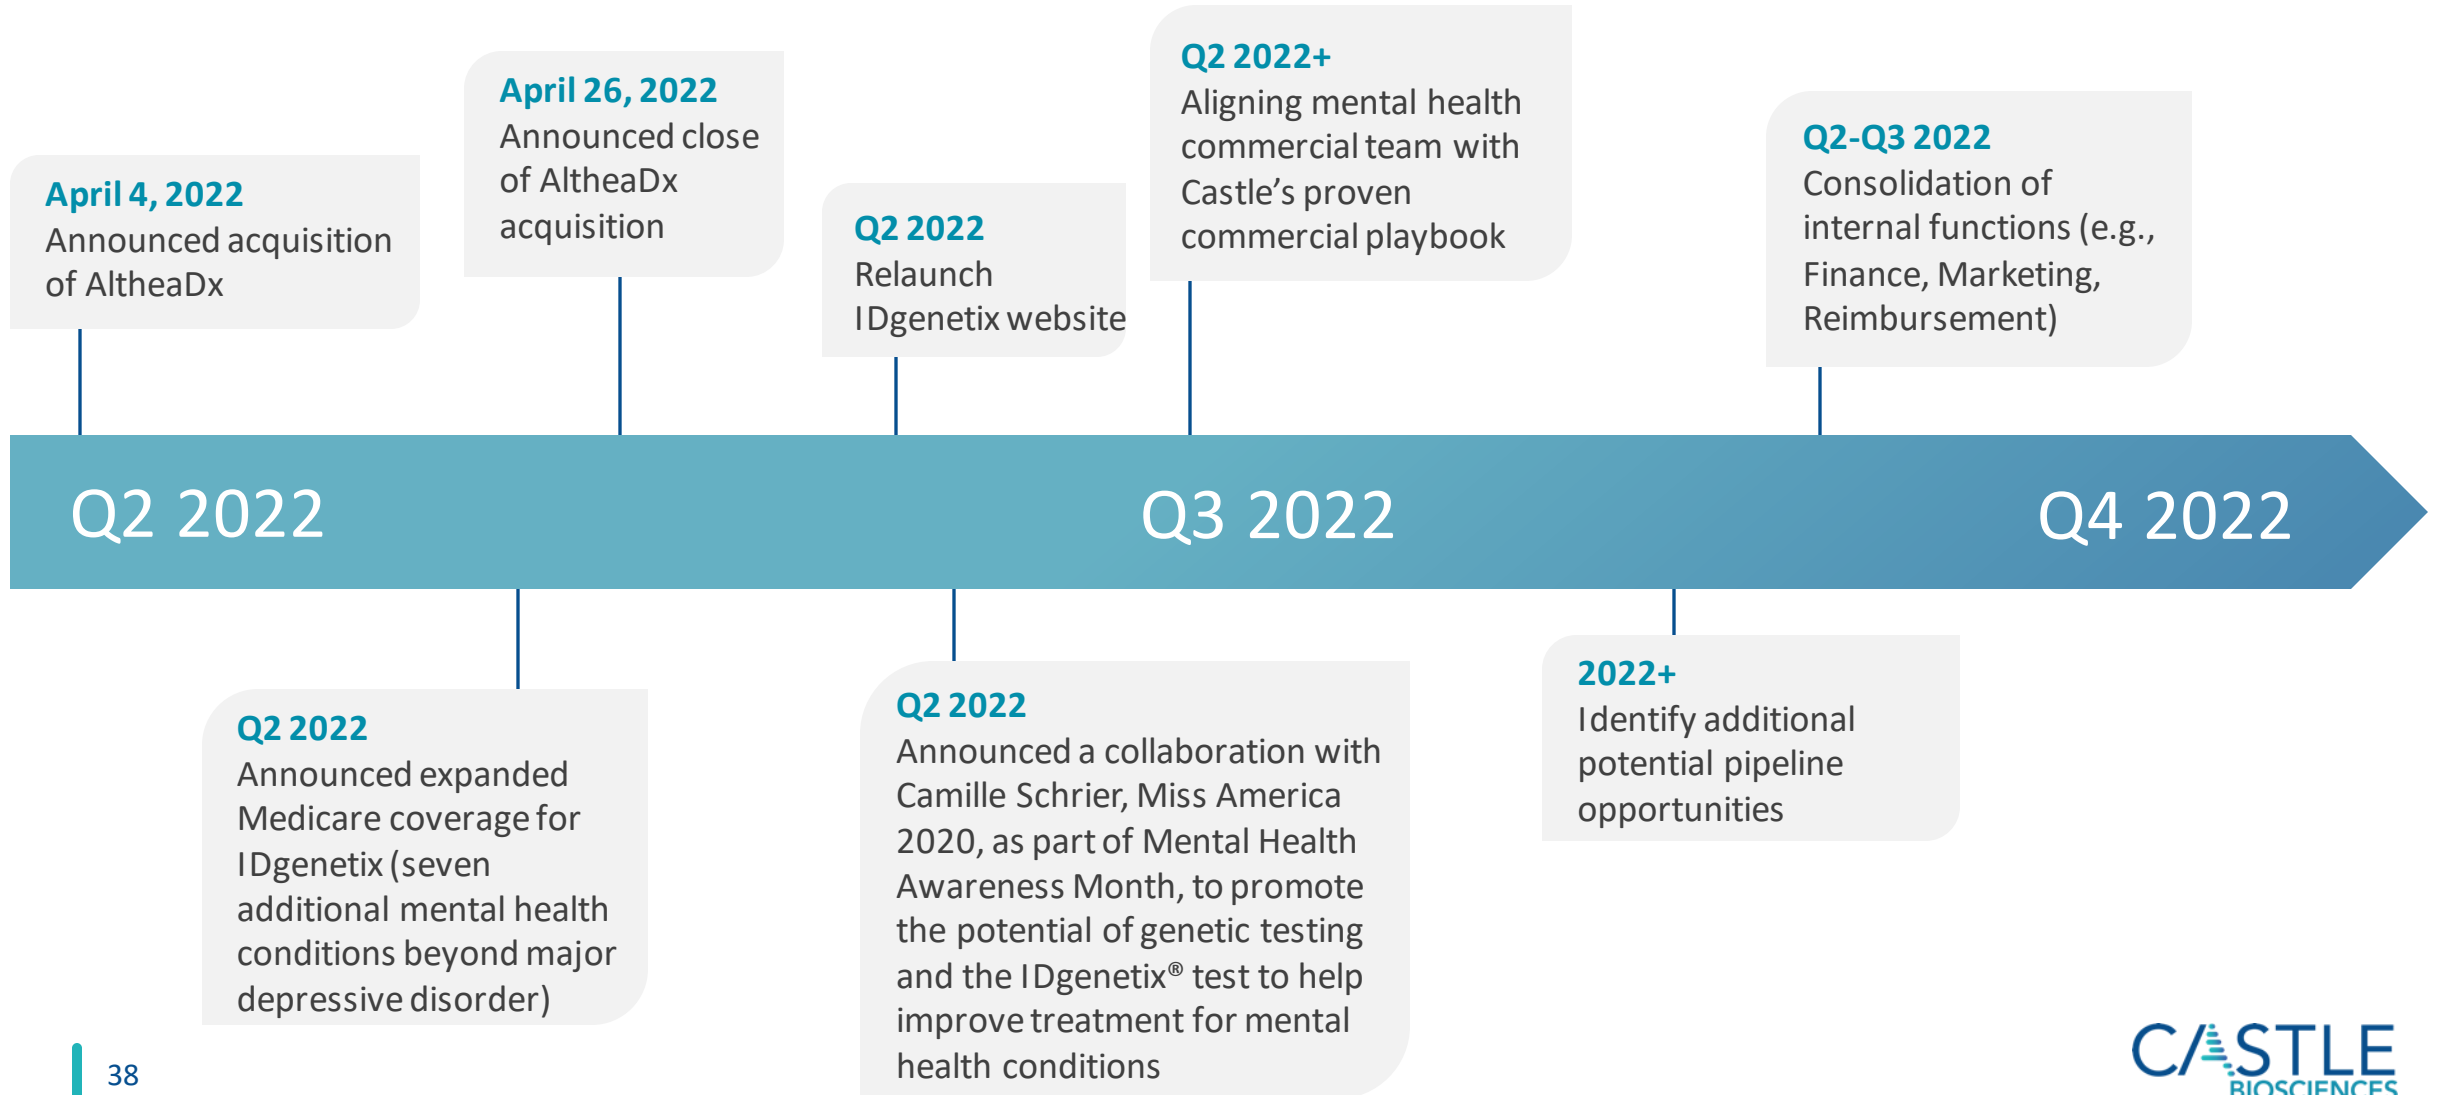 April 4, 2022
Announced acquisition
of AltheaDx
April 26, 2022
Announced close
of AltheaDx
acquisition
Q2 2022
Relaunch
IDgenetix website
Q2 2022+
Aligning mental health
commercial team with
Castle’s proven
commercial playbook
Q2-Q3 2022
Consolidation of
internal functions (e.g.,
Finance, Marketing,
Reimbursement)
Q2 2022
Q3 2022
Q4 2022
Q2 2022
Announced expanded
Medicare coverage for
IDgenetix (seven
additional mental health
conditions beyond major
depressive disorder)
Q2 2022
Announced a collaboration with
Camille Schrier, Miss America
2020, as part of Mental Health
Awareness Month, to promote
the potential of genetic testing
and the IDgenetix® test to help
improve treatment for mental
health conditions
2022+
Identify additional
potential pipeline
opportunities
38
CASTLE
BIOSCIENCES